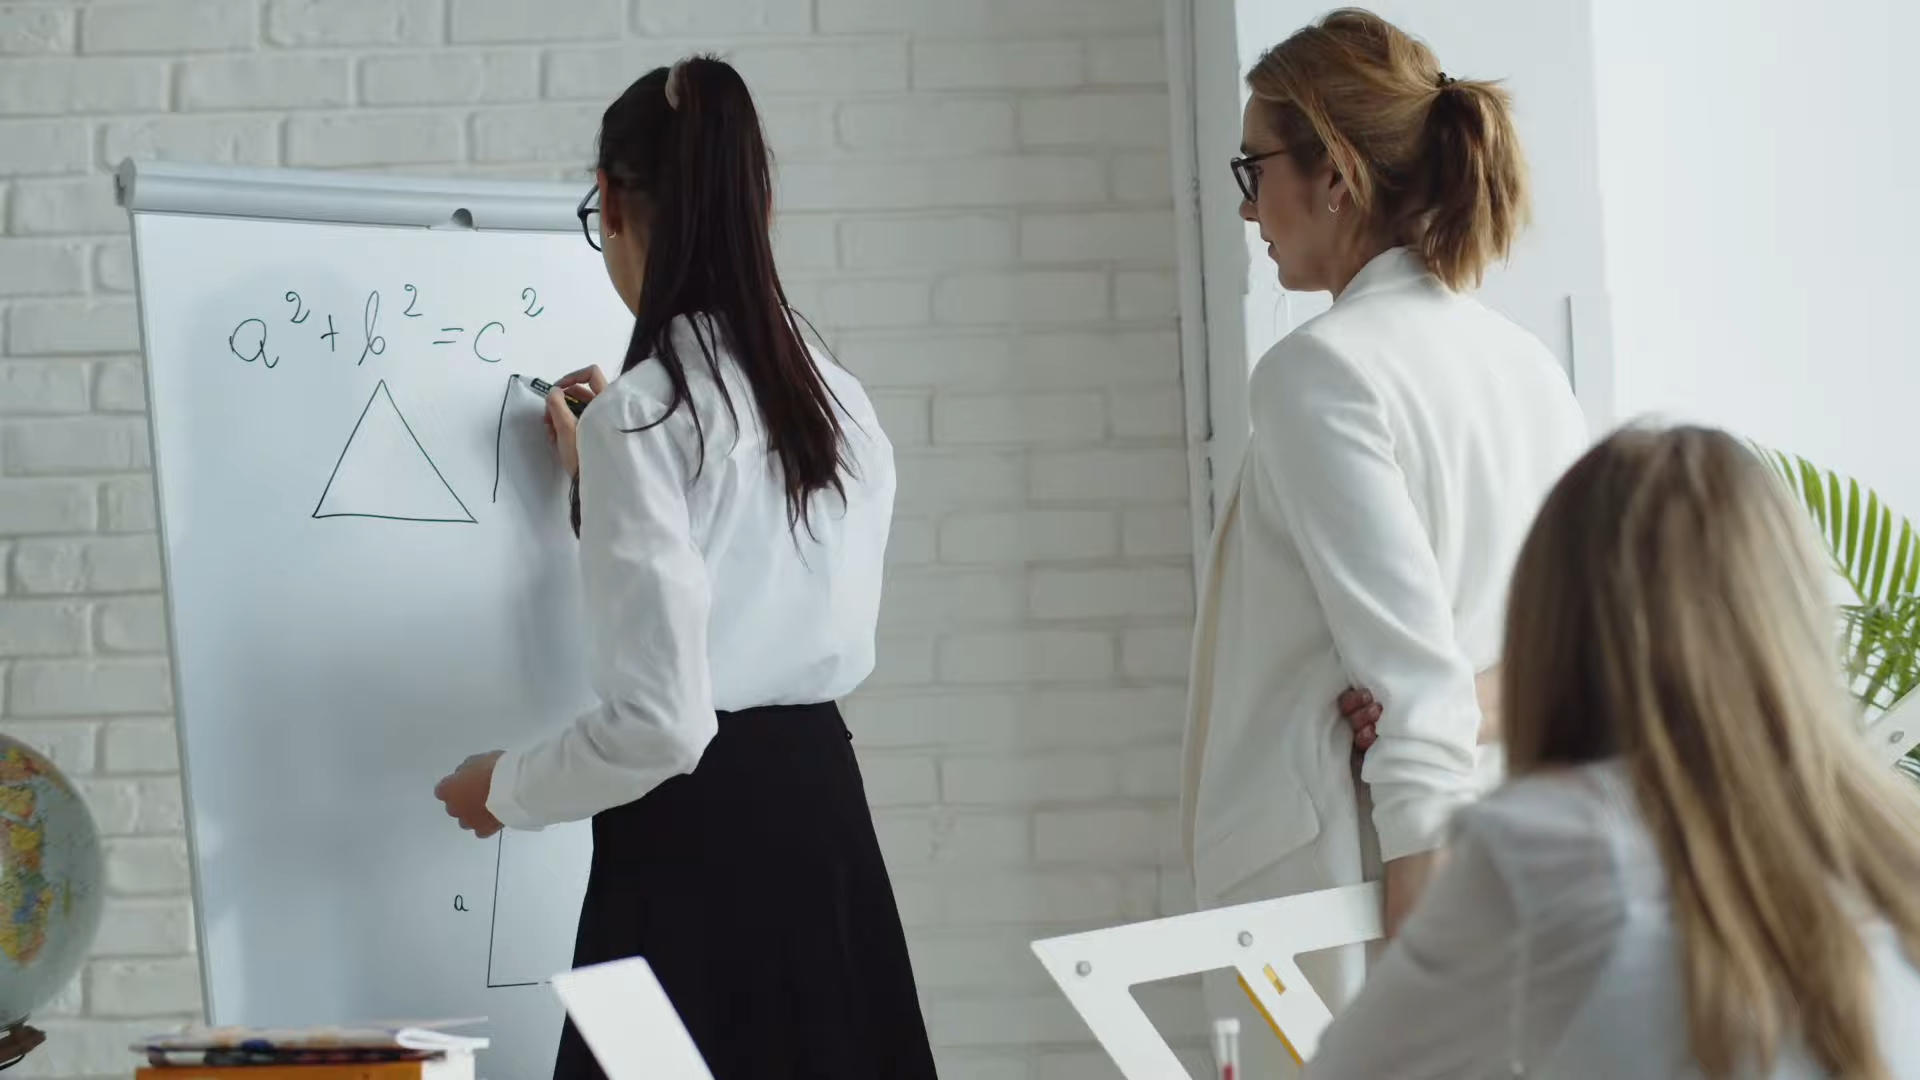 a² + b² = c²
a